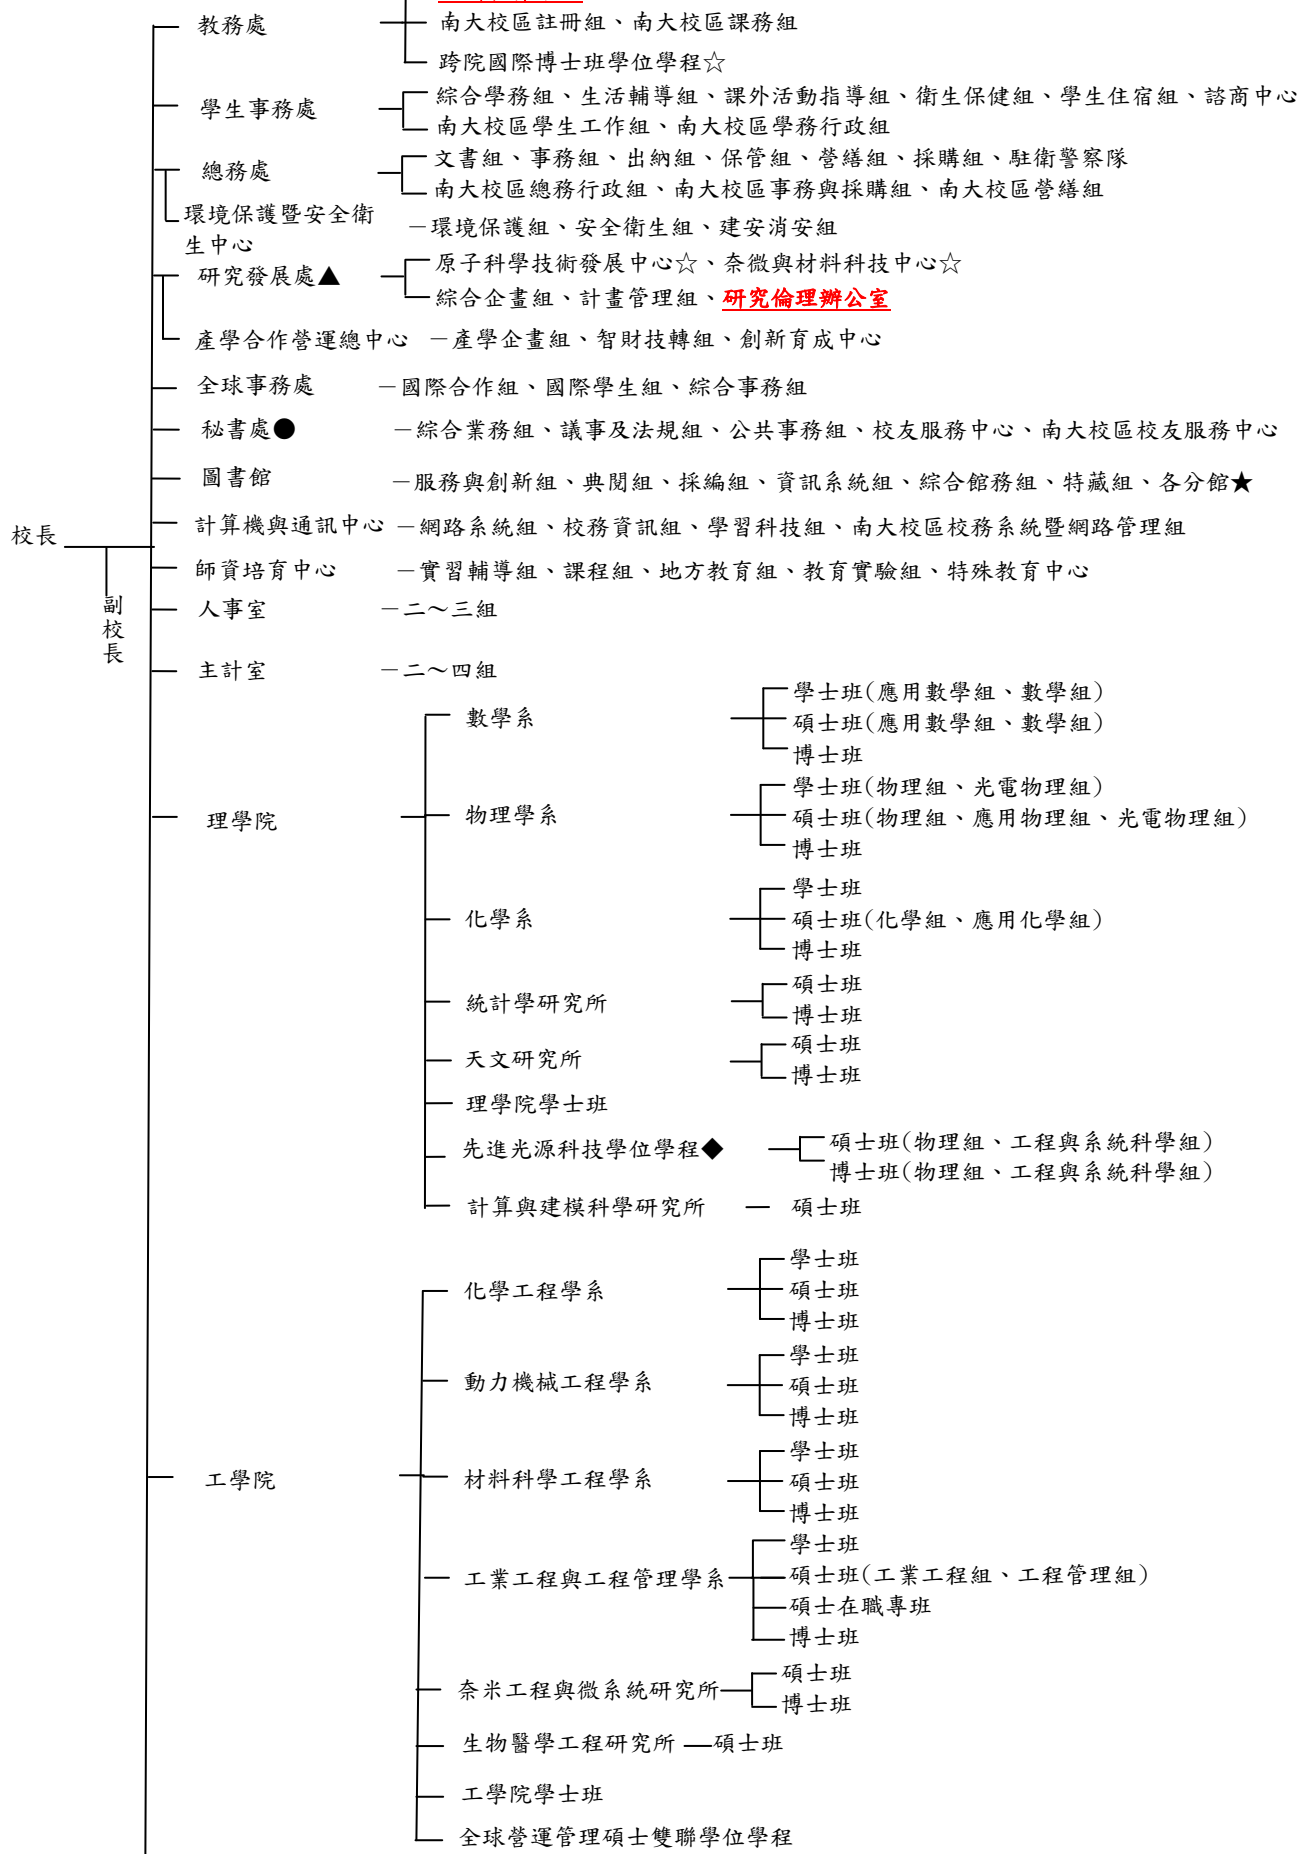 教務處
南大校區註冊組、南大校區課務組
跨院國際博士班學位學程☆
學生事務處
綜合學務組、生活輔導組、課外活動指導組、衛生保健組、學生住宿組、諮商中心
南大校區學生工作組、南大校區學務行政組
總務處
文書組、事務組、出納組、保管組、營繕組、採購組、駐衛警察隊
南大校區總務行政組、南大校區事務與採購組、南大校區營繕組
環境保護暨安全衛
生中心
－環境保護組、安全衛生組、建安消安組
研究發展處▲
原子科學技術發展中心☆、奈微與材料科技中心☆
綜合企畫組、計畫管理組、研究倫理辦公室
產學合作營運總中心 －產學企畫組、智財技轉組、創新育成中心
全球事務處 －國際合作組、國際學生組、綜合事務組
秘書處● －綜合業務組、議事及法規組、公共事務組、校友服務中心、南大校區校友服務中心
圖書館 －服務與創新組、典閱組、採編組、資訊系統組、綜合館務組、特藏組、各分館★
計算機與通訊中心 －網路系統組、校務資訊組、學習科技組、南大校區校務系統暨網路管理組
校長
師資培育中心 －實習輔導組、課程組、地方教育組、教育實驗組、特殊教育中心
副校長
人事室 －二～三組
主計室 －二～四組
理學院
數學系
學士班(應用數學組、數學組)
碩士班(應用數學組、數學組)
博士班
物理學系
學士班(物理組、光電物理組)
碩士班(物理組、應用物理組、光電物理組)
博士班
化學系
學士班
碩士班(化學組、應用化學組)
博士班
統計學研究所
碩士班
博士班
天文研究所
碩士班
博士班
理學院學士班
先進光源科技學位學程◆
碩士班(物理組、工程與系統科學組)
博士班(物理組、工程與系統科學組)
計算與建模科學研究所 — 碩士班
工學院
化學工程學系
學士班
碩士班
博士班
動力機械工程學系
學士班
碩士班
博士班
材料科學工程學系
學士班
碩士班
博士班
工業工程與工程管理學系
學士班
碩士班(工業工程組、工程管理組)
碩士在職專班
博士班
奈米工程與微系統研究所
碩士班
博士班
生物醫學工程研究所 —碩士班
工學院學士班
全球營運管理碩士雙聯學位學程